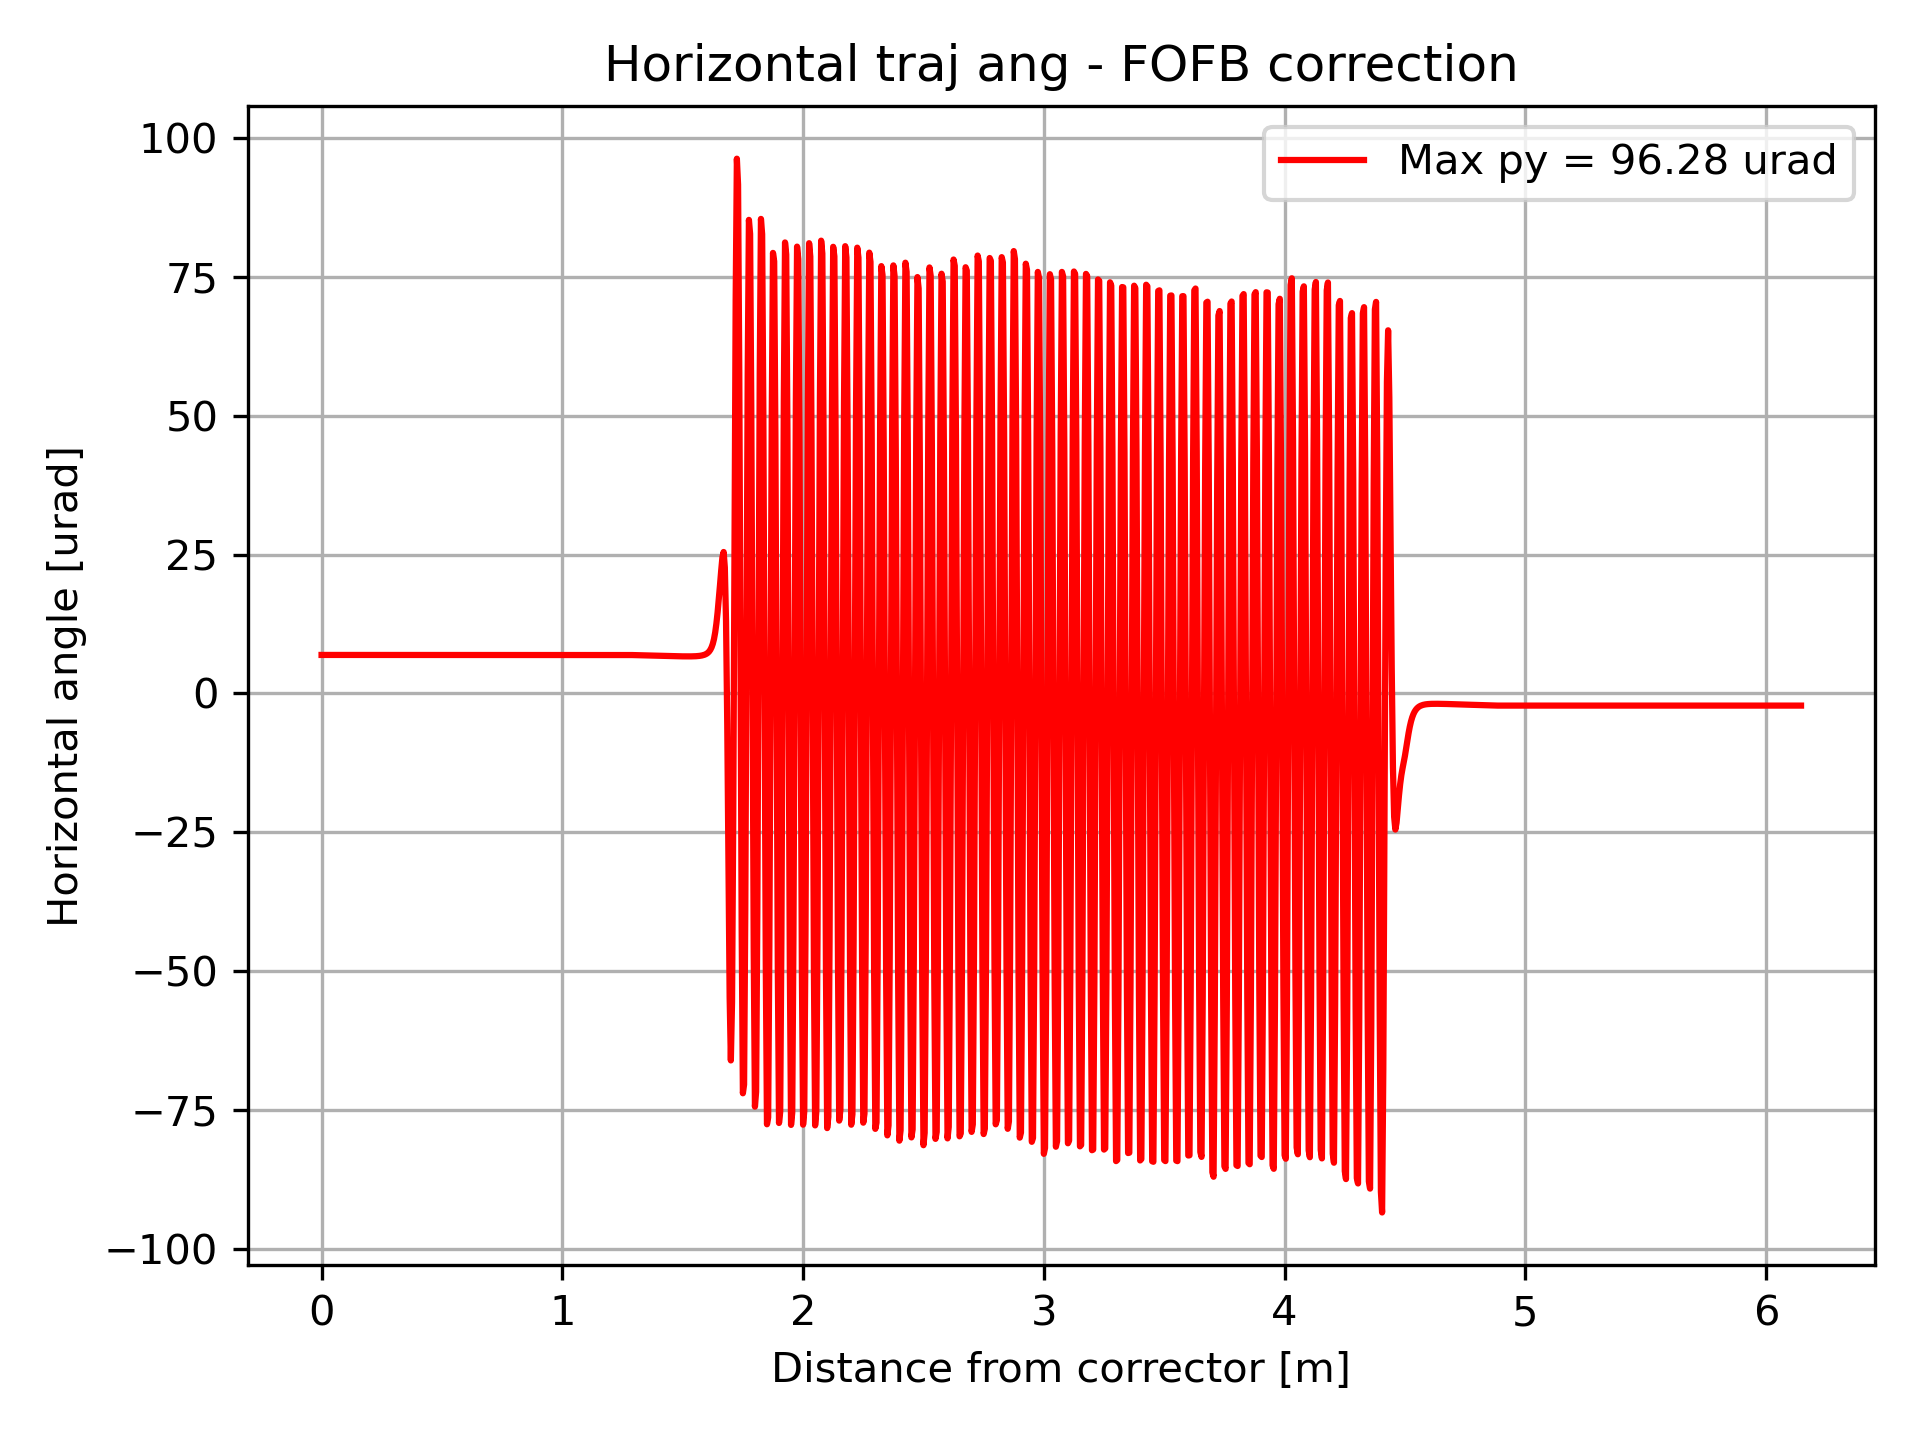 Horizontal traj ang - FOFB correction
Max py = 96.28 urad
100
75
50
25
0
−25
−50
−75
−100
Horizontal angle [urad]
0 1 2 3 4 5 6
Distance from corrector [m]